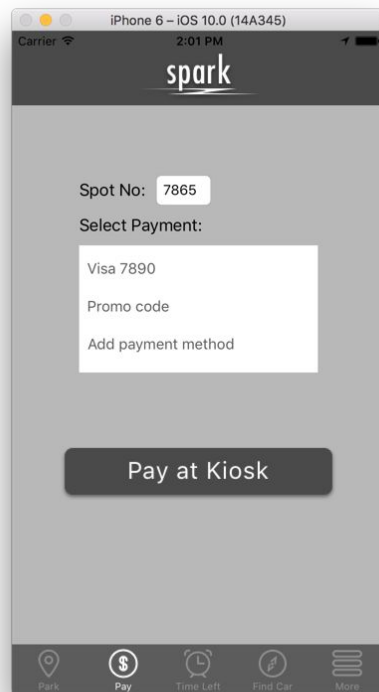 iPhone 6 – iOS 10.0 (14A345)
Carrier 2:01 PM
spark
Spot No: 7865
Select Payment:
Visa 7890
Promo code
Add payment method
Pay at Kiosk
Park Pay Time Left Find Car More